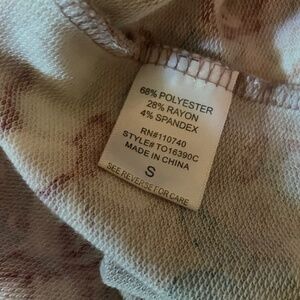 68% POLYESTER
28% RAYON
4% SPANDEX
RN#110740
STYLE# TO16390C
MADE IN CHINA
S
SEE REVERSE FOR CARE